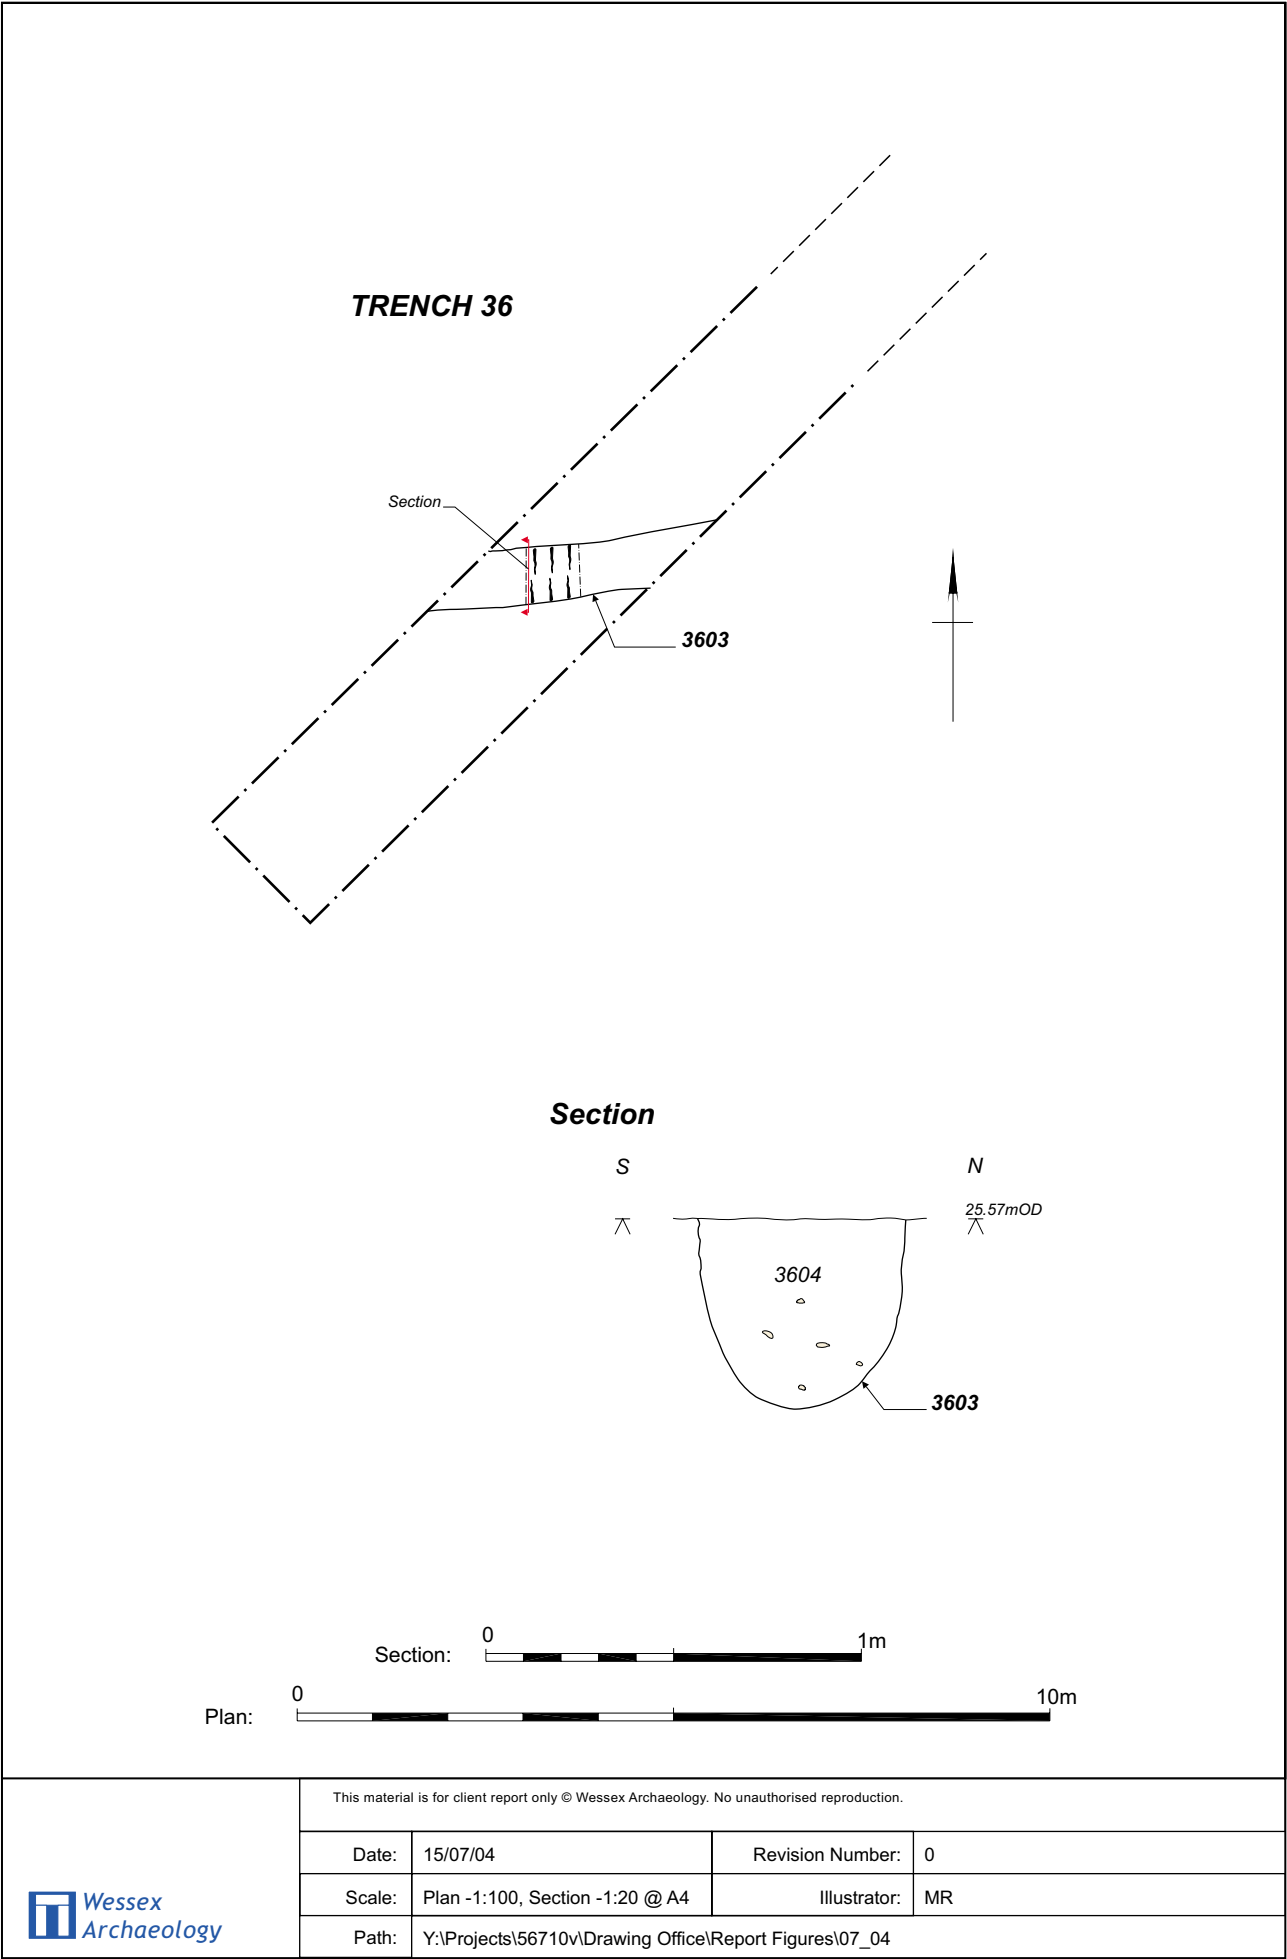 TRENCH 36
Section
3603
Section
S N
25.57mOD
3604
3603
Section: 0 1m
Plan: 0 10m
This material is for client report only © Wessex Archaeology. No unauthorised reproduction.
Date: 15/07/04 Revision Number: 0
Scale: Plan -1:100, Section -1:20 @ A4 Illustrator: MR
Path: Y:\Projects\56710v\Drawing Office\Report Figures\07_04
Wessex
Archaeology